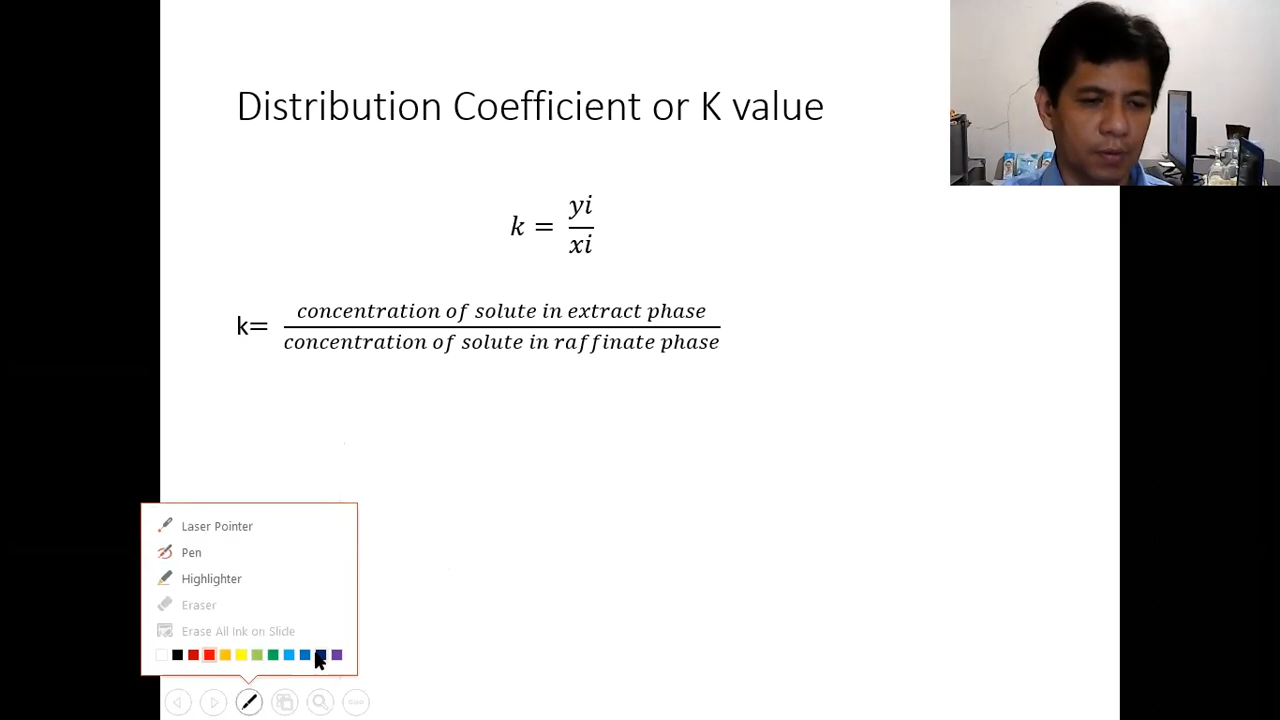 Distribution Coefficient or K value
k = yi/xi
k= concentration of solute in extract phase
concentration of solute in raffinate phase
Laser Pointer
Pen
Highlighter
Eraser
Erase All Ink on Slide